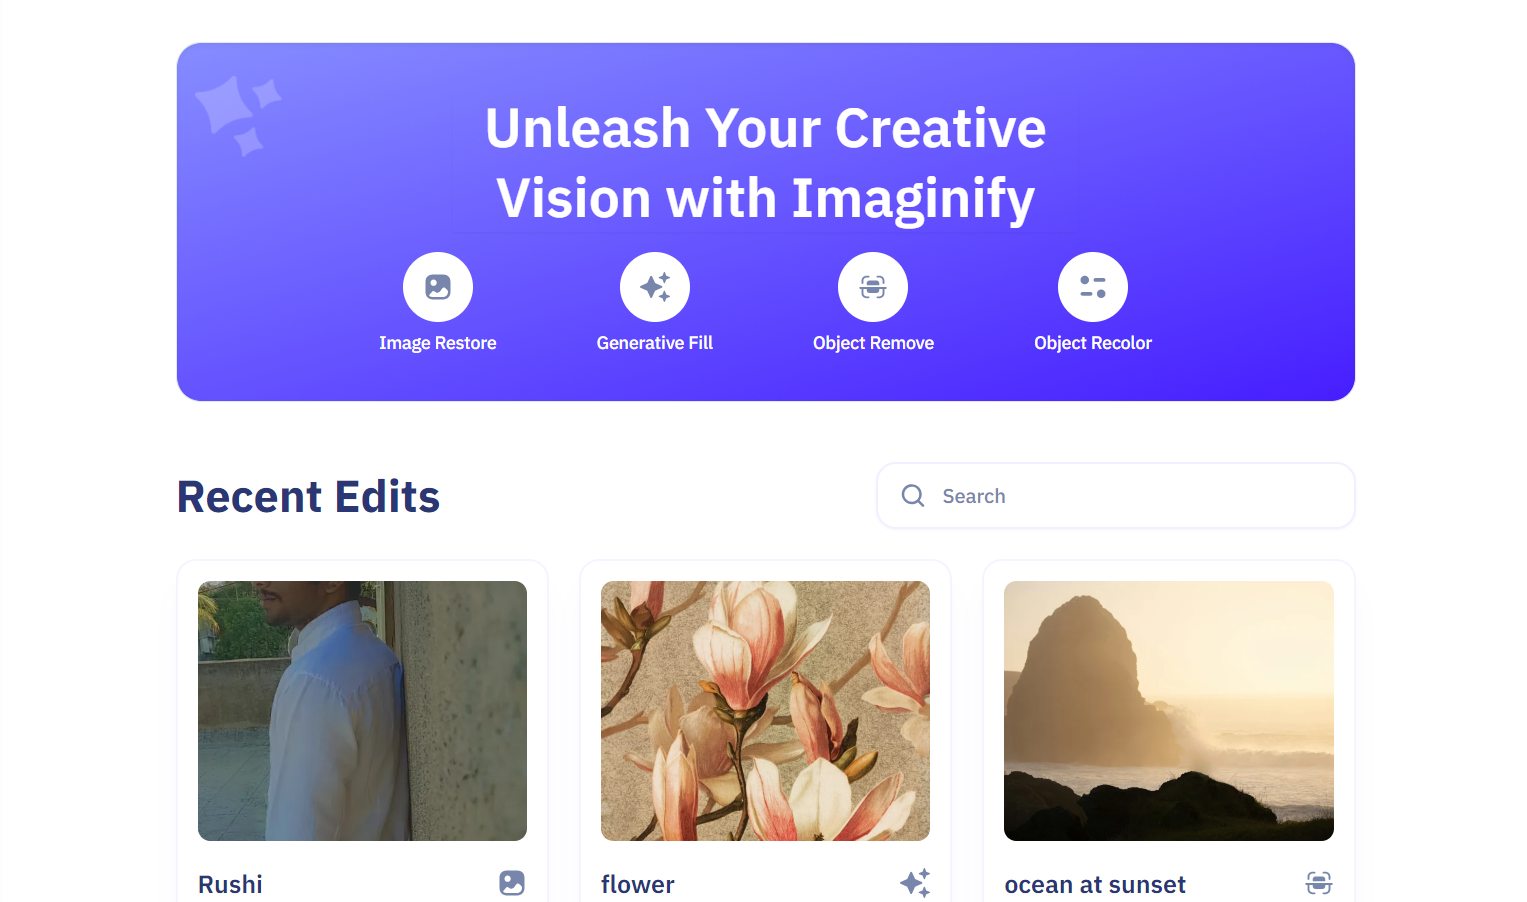 Unleash Your Creative
Vision with Imaginify
Image Restore
Generative Fill
Object Remove
Object Recolor
Recent Edits
Search
Rushi
flower
ocean at sunset